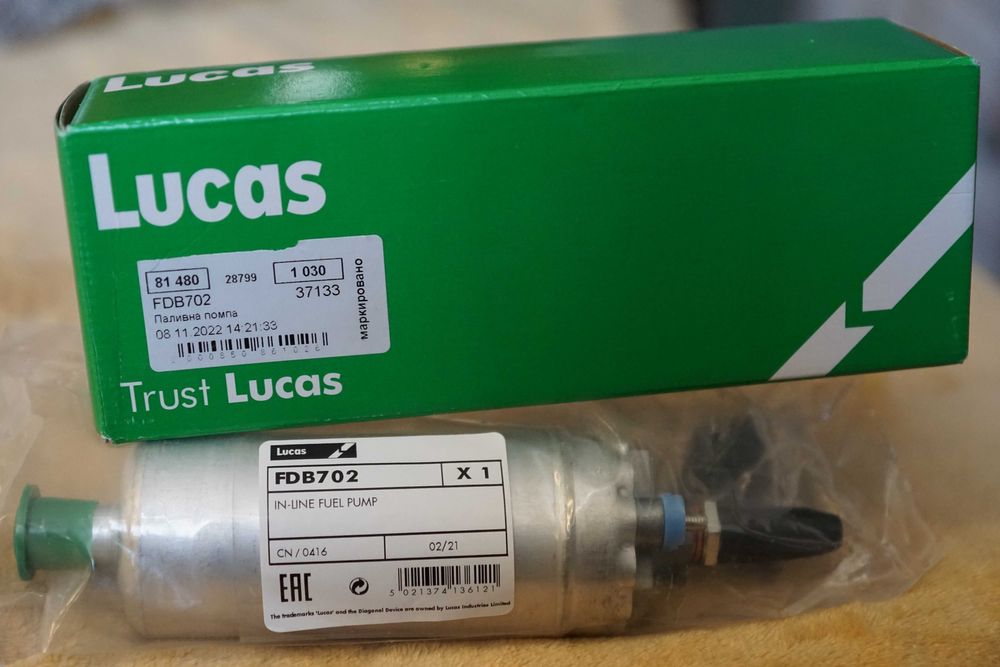 Lucas
Lucas
81 480 28799 1 030
FDB702 37133
Паливна помпа
08.11.2022 14:21:33
маркировано
Trust Lucas
Lucas
FDB702 X 1
IN-LINE FUEL PUMP
CN / 0416 02/21
EAC
5 021374 136121
The trademarks 'Lucas' and the Diagonal Device are owned by Lucas Industries Limited